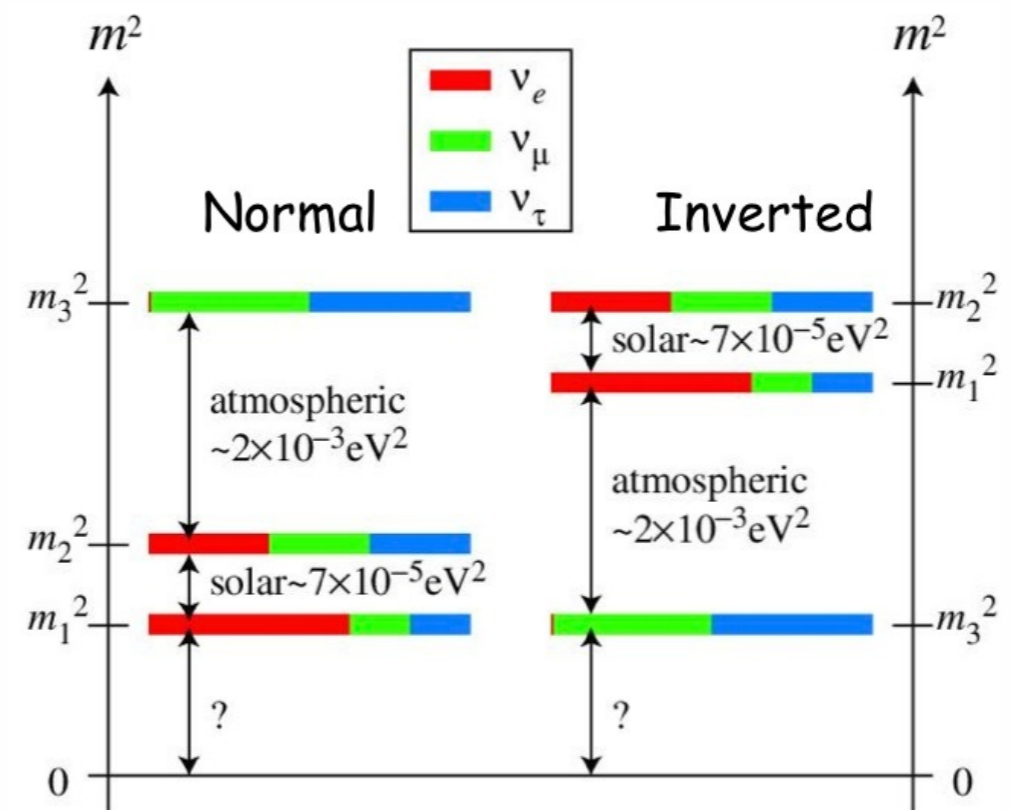 m²
m²
νₑ
ν_μ
ν_τ
Normal
Inverted
m₃²
m₂²
solar~7×10⁻⁵eV²
m₁²
atmospheric
~2×10⁻³eV²
atmospheric
~2×10⁻³eV²
m₂²
solar~7×10⁻⁵eV²
m₁²
m₃²
?
?
0
0